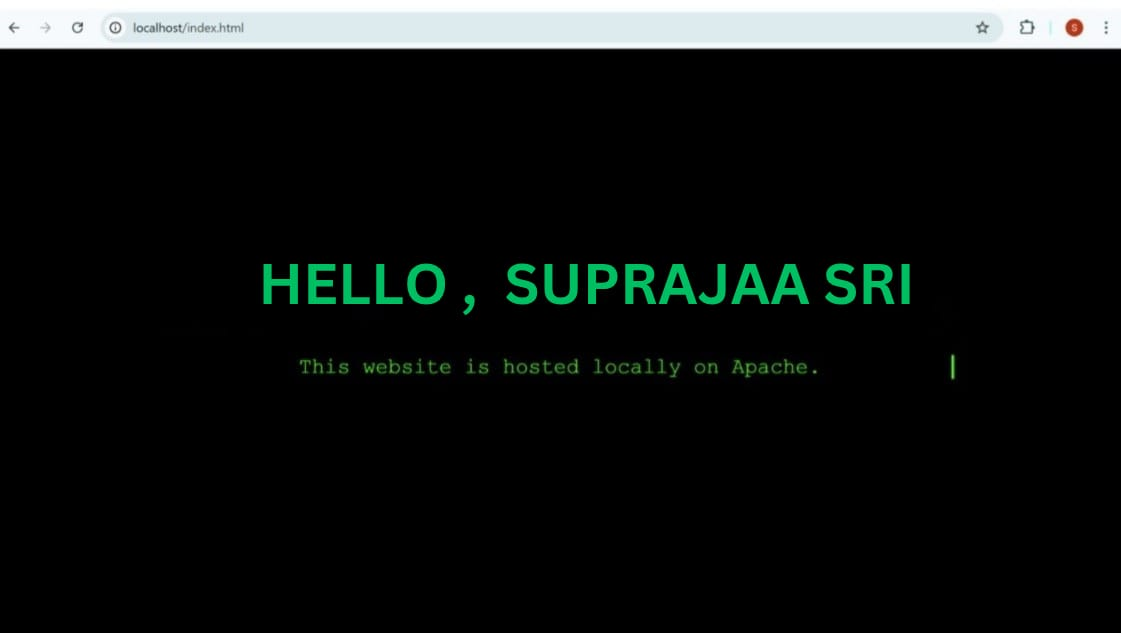 localhost/index.html
S
HELLO , SUPRAJAA SRI
This website is hosted locally on Apache.